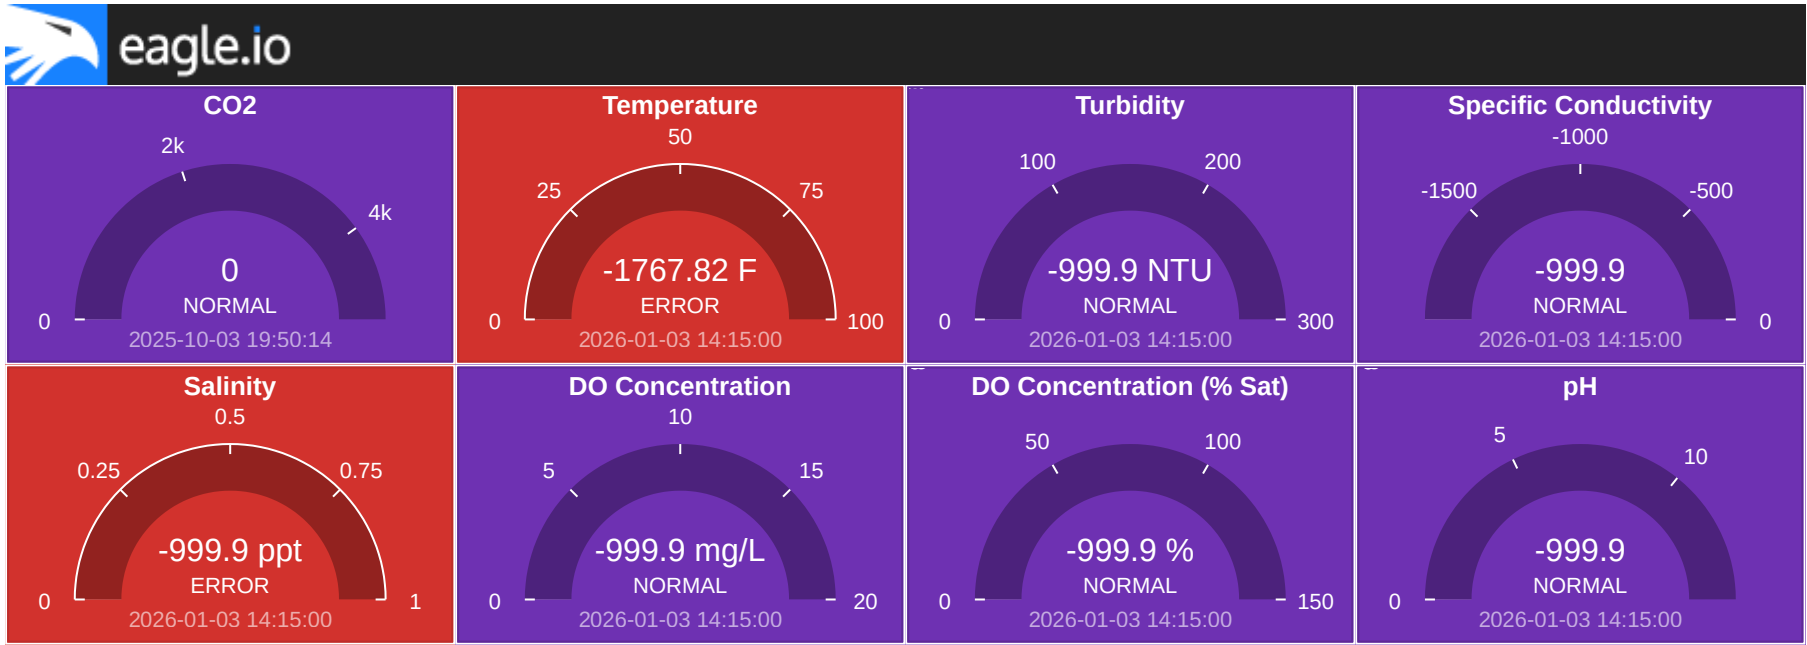 eagle.io
CO2
2k
4k
0
0
NORMAL
2025-10-03 19:50:14
Temperature
50
25
75
-1767.82 F
ERROR
0
100
2026-01-03 14:15:00
Turbidity
100
200
-999.9 NTU
NORMAL
0
300
2026-01-03 14:15:00
Specific Conductivity
-1000
-1500
-500
-999.9
NORMAL
0
2026-01-03 14:15:00
Salinity
0.5
0.25
0.75
-999.9 ppt
ERROR
0
1
2026-01-03 14:15:00
DO Concentration
10
5
15
-999.9 mg/L
NORMAL
0
20
2026-01-03 14:15:00
DO Concentration (% Sat)
50
100
-999.9 %
NORMAL
0
150
2026-01-03 14:15:00
pH
5
10
-999.9
NORMAL
0
2026-01-03 14:15:00